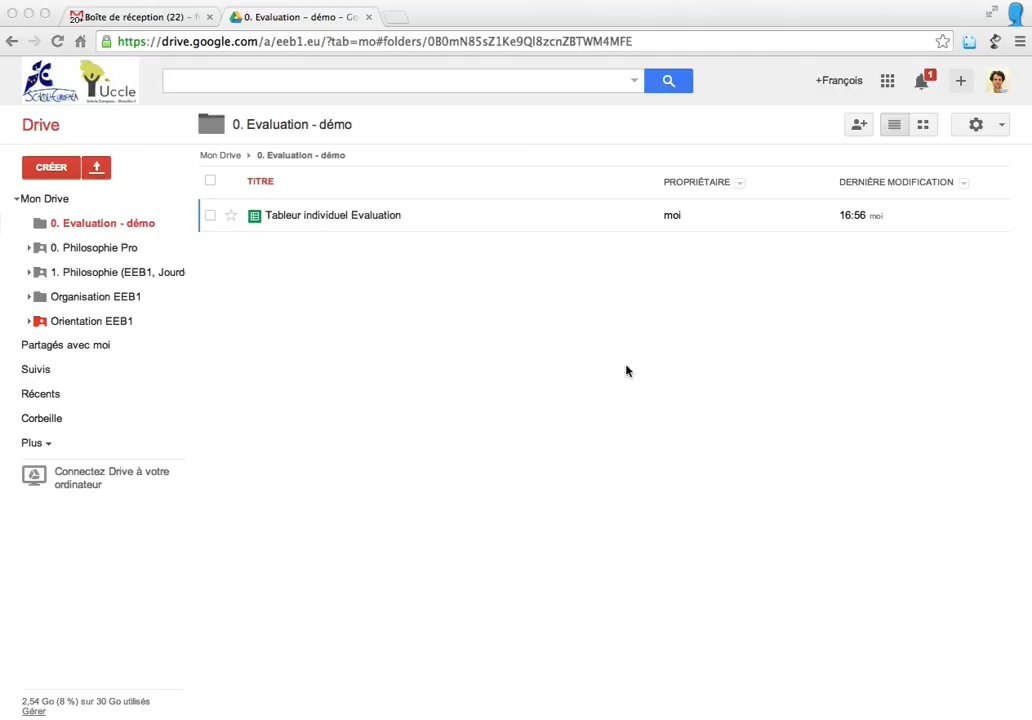 Boîte de réception (22) –
0. Evaluation – démo – Go
https://drive.google.com/a/eeb1.eu/?tab=mo#folders/0B0mN85sZ1Ke9Ql8zcnZBTWM4MFE
Uccle
+François
1
Drive
0. Evaluation - démo
Mon Drive 0. Evaluation - démo
CRÉER
TITRE
PROPRIÉTAIRE
DERNIÈRE MODIFICATION
Mon Drive
Tableur individuel Evaluation
moi
16:56 moi
0. Evaluation - démo
0. Philosophie Pro
1. Philosophie (EEB1, Jourd
Organisation EEB1
Orientation EEB1
Partagés avec moi
Suivis
Récents
Corbeille
Plus
Connectez Drive à votre
ordinateur
2,54 Go (8 %) sur 30 Go utilisés
Gérer